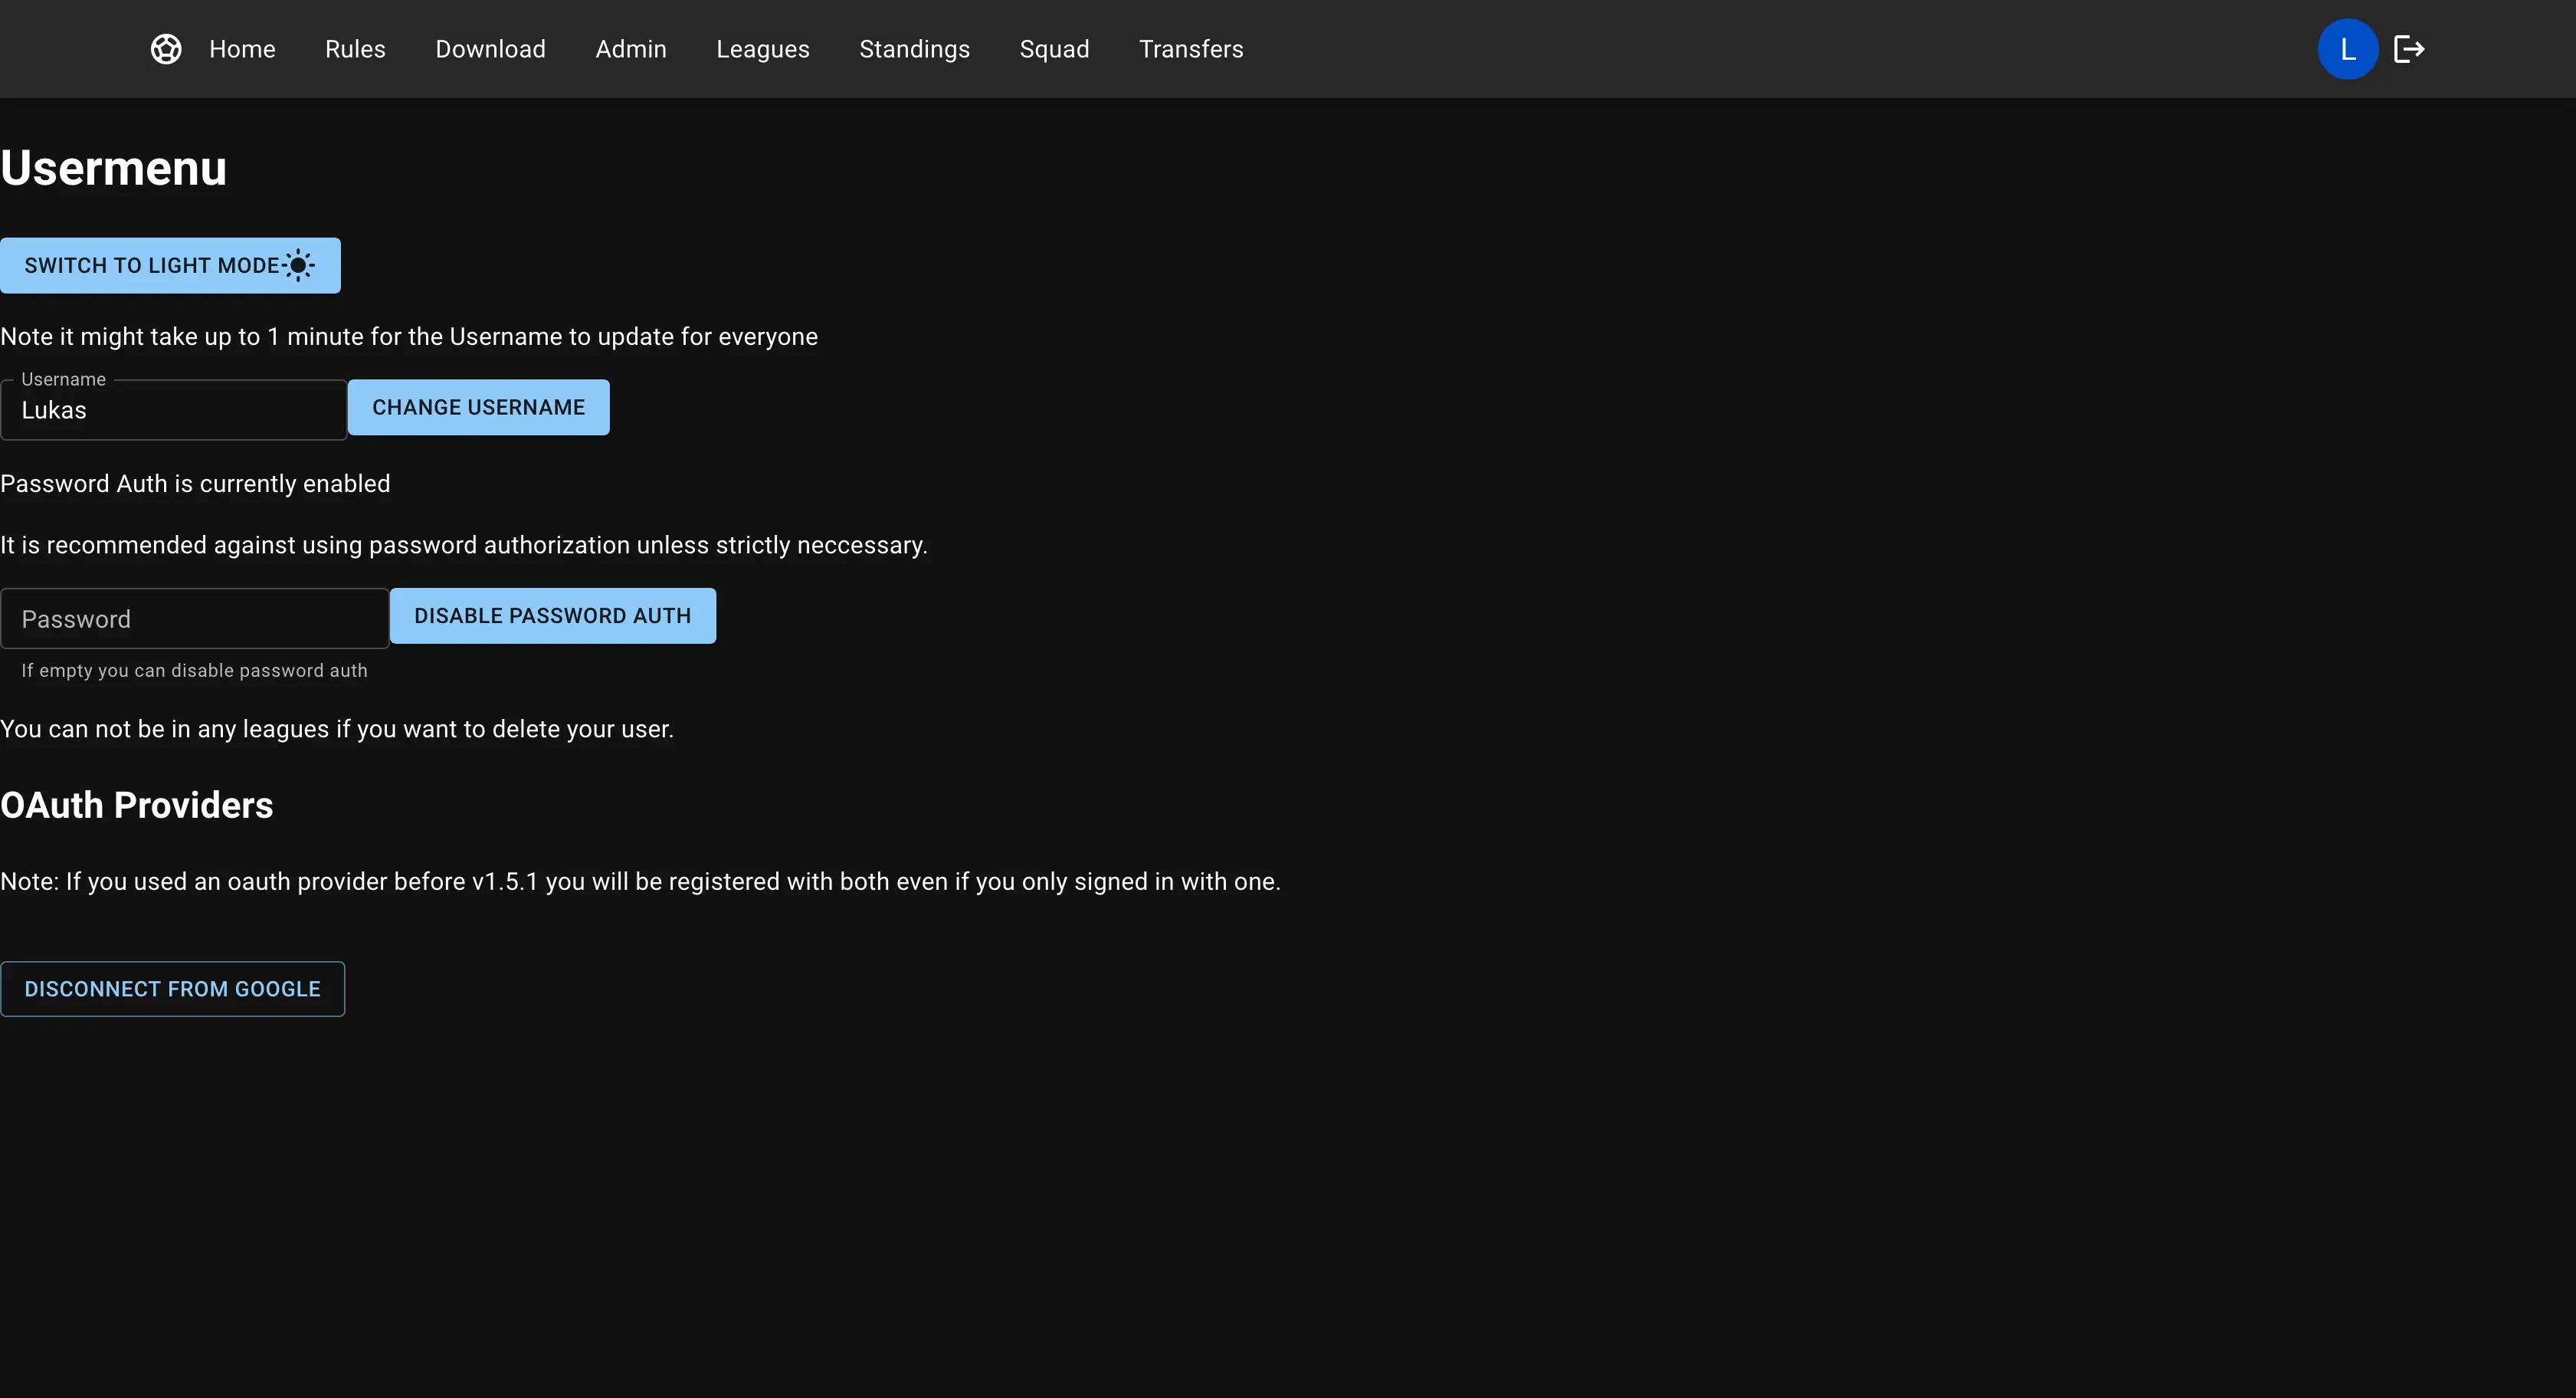 Home Rules Download Admin Leagues Standings Squad Transfers L
Usermenu
SWITCH TO LIGHT MODE
Note it might take up to 1 minute for the Username to update for everyone
Username
Lukas
CHANGE USERNAME
Password Auth is currently enabled
It is recommended against using password authorization unless strictly neccessary.
Password
DISABLE PASSWORD AUTH
If empty you can disable password auth
You can not be in any leagues if you want to delete your user.
OAuth Providers
Note: If you used an oauth provider before v1.5.1 you will be registered with both even if you only signed in with one.
DISCONNECT FROM GOOGLE